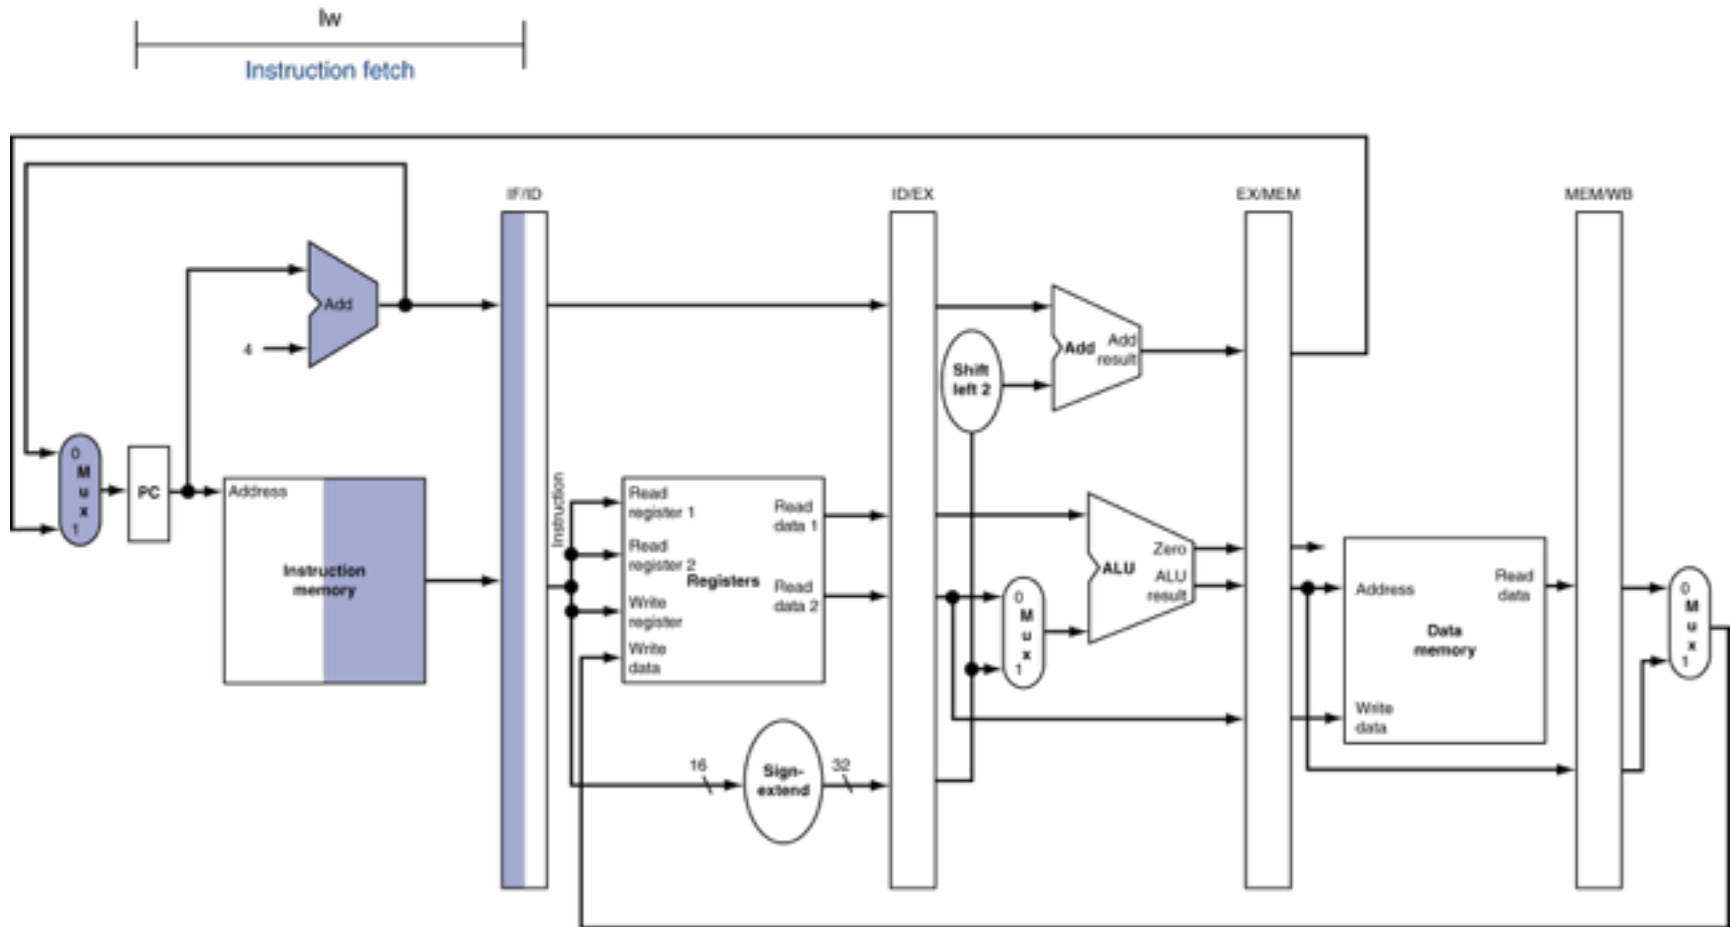 lw
Instruction fetch
IF/ID
ID/EX
EX/MEM
MEM/WB
Add
4
Shift
left 2
Add
Add
result
0
M
u
x
1
PC
Address
Instruction
memory
Instruction
Read
register 1
Read
register 2
Write
register
Write
data
Registers
Read
data 1
Read
data 2
16
Sign-
extend
32
0
M
u
x
1
ALU
Zero
ALU
result
Address
Write
data
Data
memory
Read
data
0
M
u
x
1